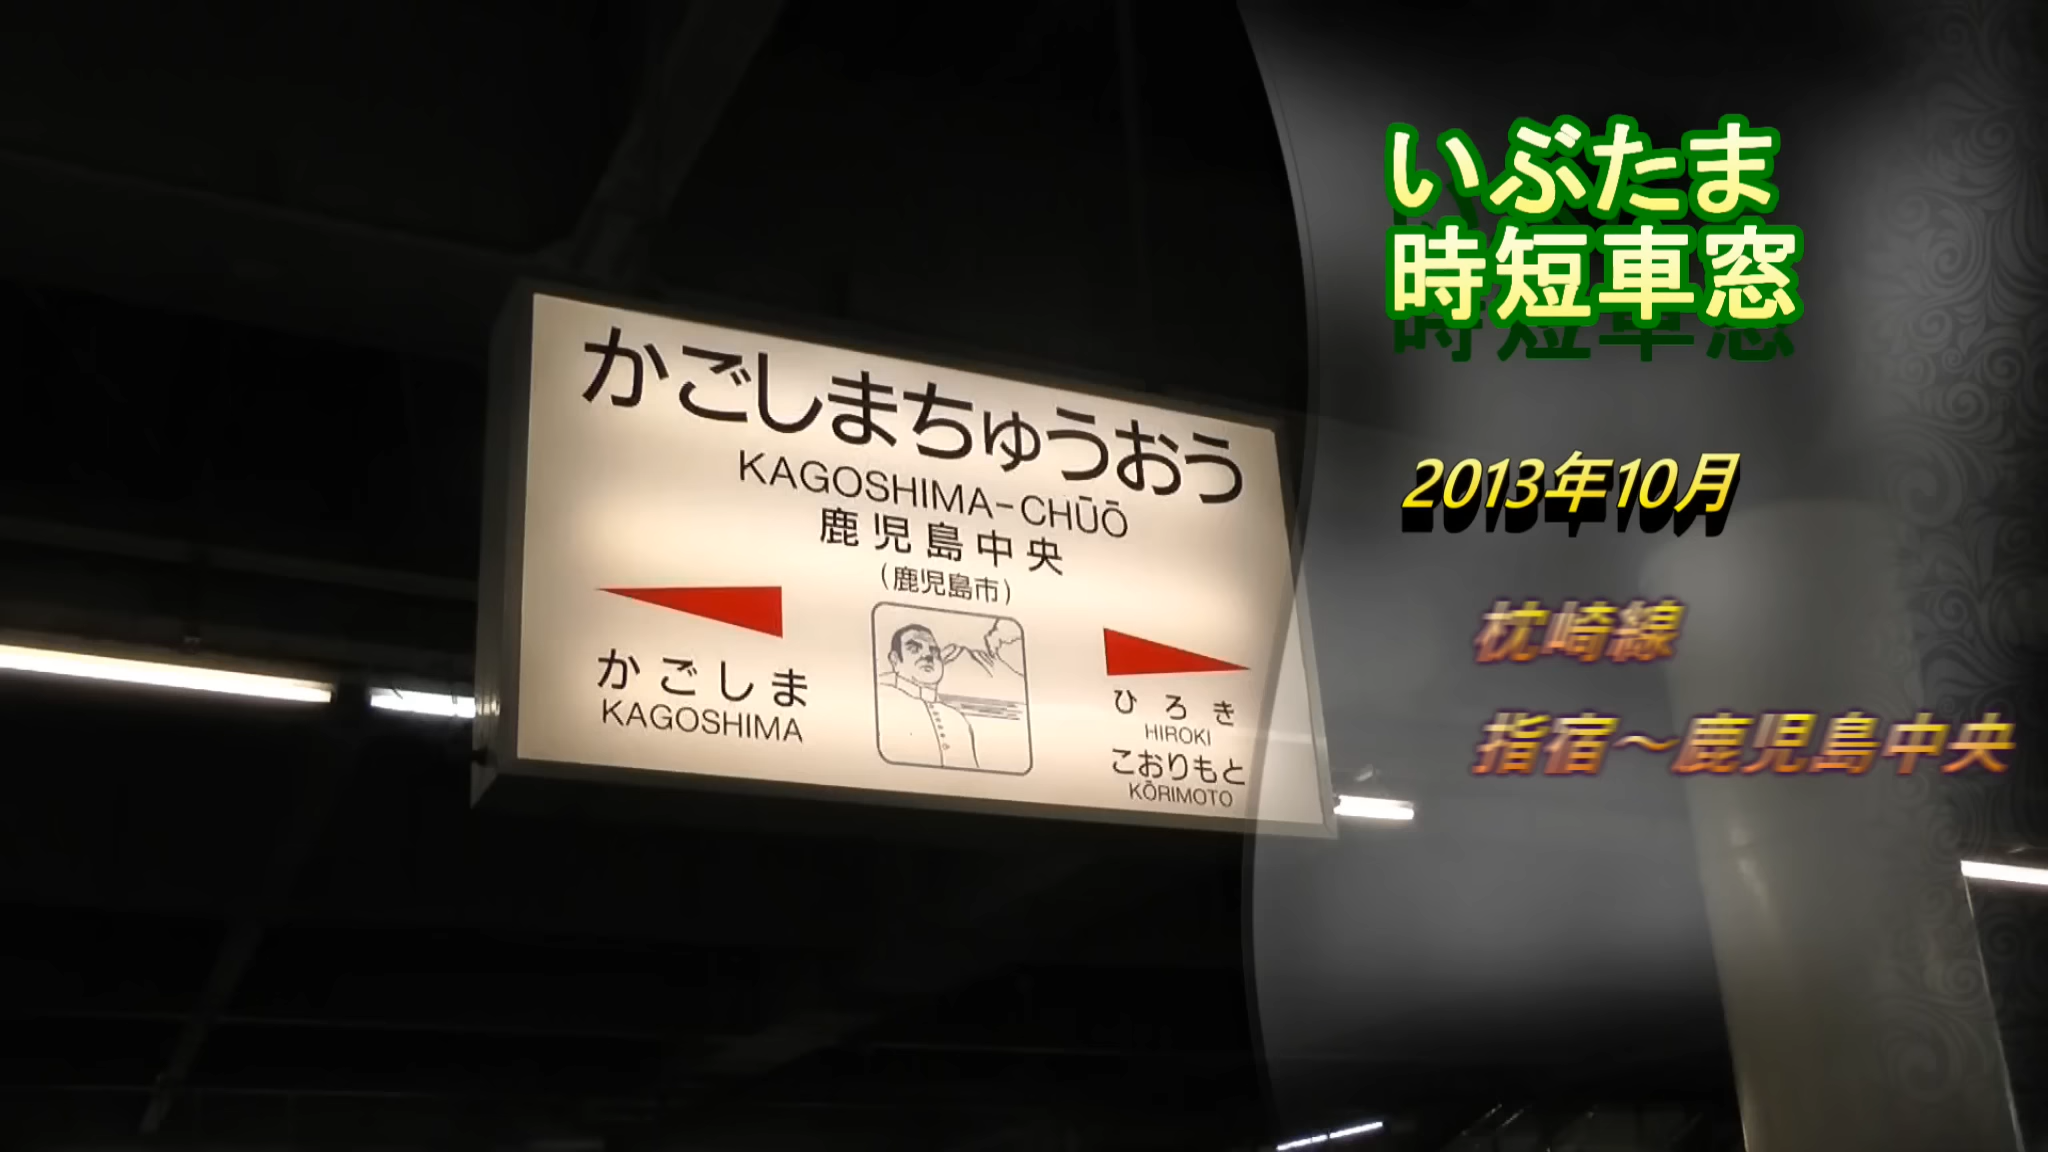 かごしまちゅうおう
KAGOSHIMA-CHŪŌ
鹿児島中央
(鹿児島市)
かごしま
KAGOSHIMA
ひろき
HIROKI
こおりもと
KŌRIMOTO
いぶたま
時短車窓
2013年10月
枕崎線
指宿～鹿児島中央